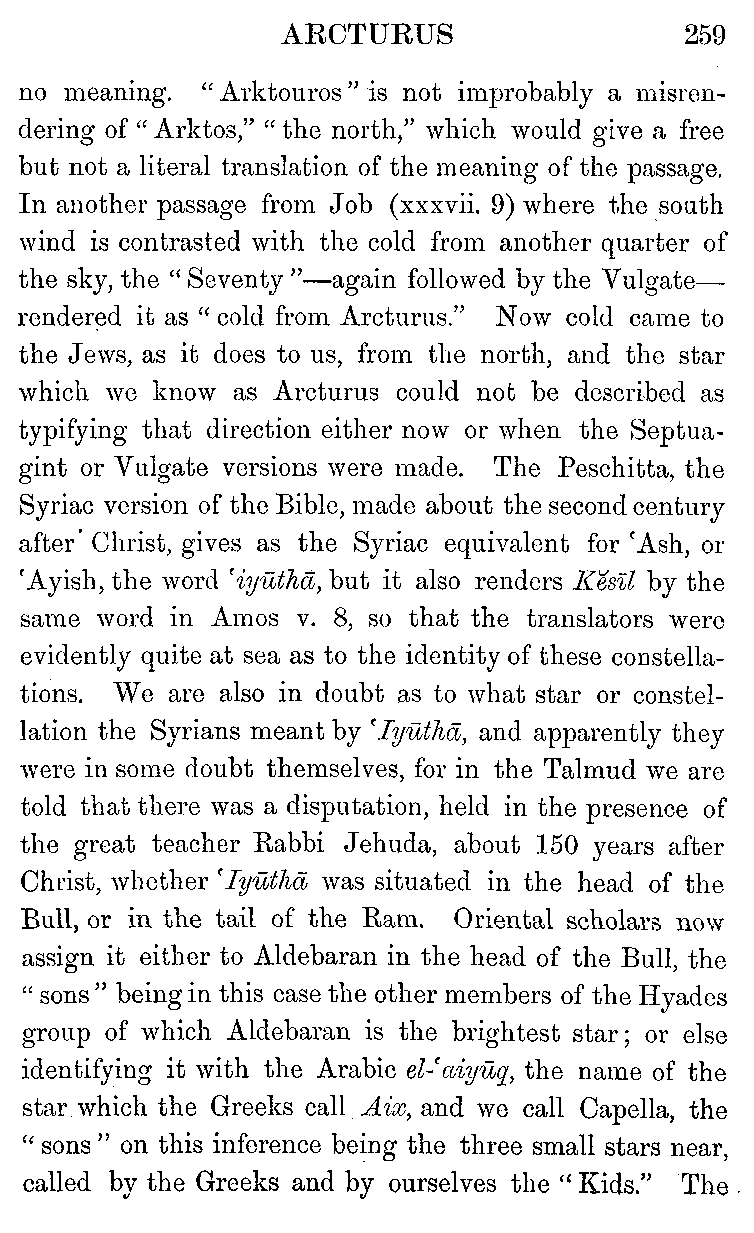 ARCTURUS 259
no meaning. “Arktouros” is not improbably a misren-
dering of “Arktos,” “the north,” which would give a free
but not a literal translation of the meaning of the passage.
In another passage from Job (xxxvii. 9) where the south
wind is contrasted with the cold from another quarter of
the sky, the “Seventy”—again followed by the Vulgate—
rendered it as “cold from Arcturus.” Now cold came to
the Jews, as it does to us, from the north, and the star
which we know as Arcturus could not be described as
typifying that direction either now or when the Septua-
gint or Vulgate versions were made. The Peschitta, the
Syriac version of the Bible, made about the second century
after Christ, gives as the Syriac equivalent for ‘Ash, or
‘Ayish, the word ‘iyūthā, but it also renders Kĕsīl by the
same word in Amos v. 8, so that the translators were
evidently quite at sea as to the identity of these constella-
tions. We are also in doubt as to what star or constel-
lation the Syrians meant by ‘Iyūthā, and apparently they
were in some doubt themselves, for in the Talmud we are
told that there was a disputation, held in the presence of
the great teacher Rabbi Jehuda, about 150 years after
Christ, whether ‘Iyūthā was situated in the head of the
Bull, or in the tail of the Ram. Oriental scholars now
assign it either to Aldebaran in the head of the Bull, the
“sons” being in this case the other members of the Hyades
group of which Aldebaran is the brightest star; or else
identifying it with the Arabic el-‘aiyūq, the name of the
star which the Greeks call Aix, and we call Capella, the
“sons” on this inference being the three small stars near,
called by the Greeks and by ourselves the “Kids.” The